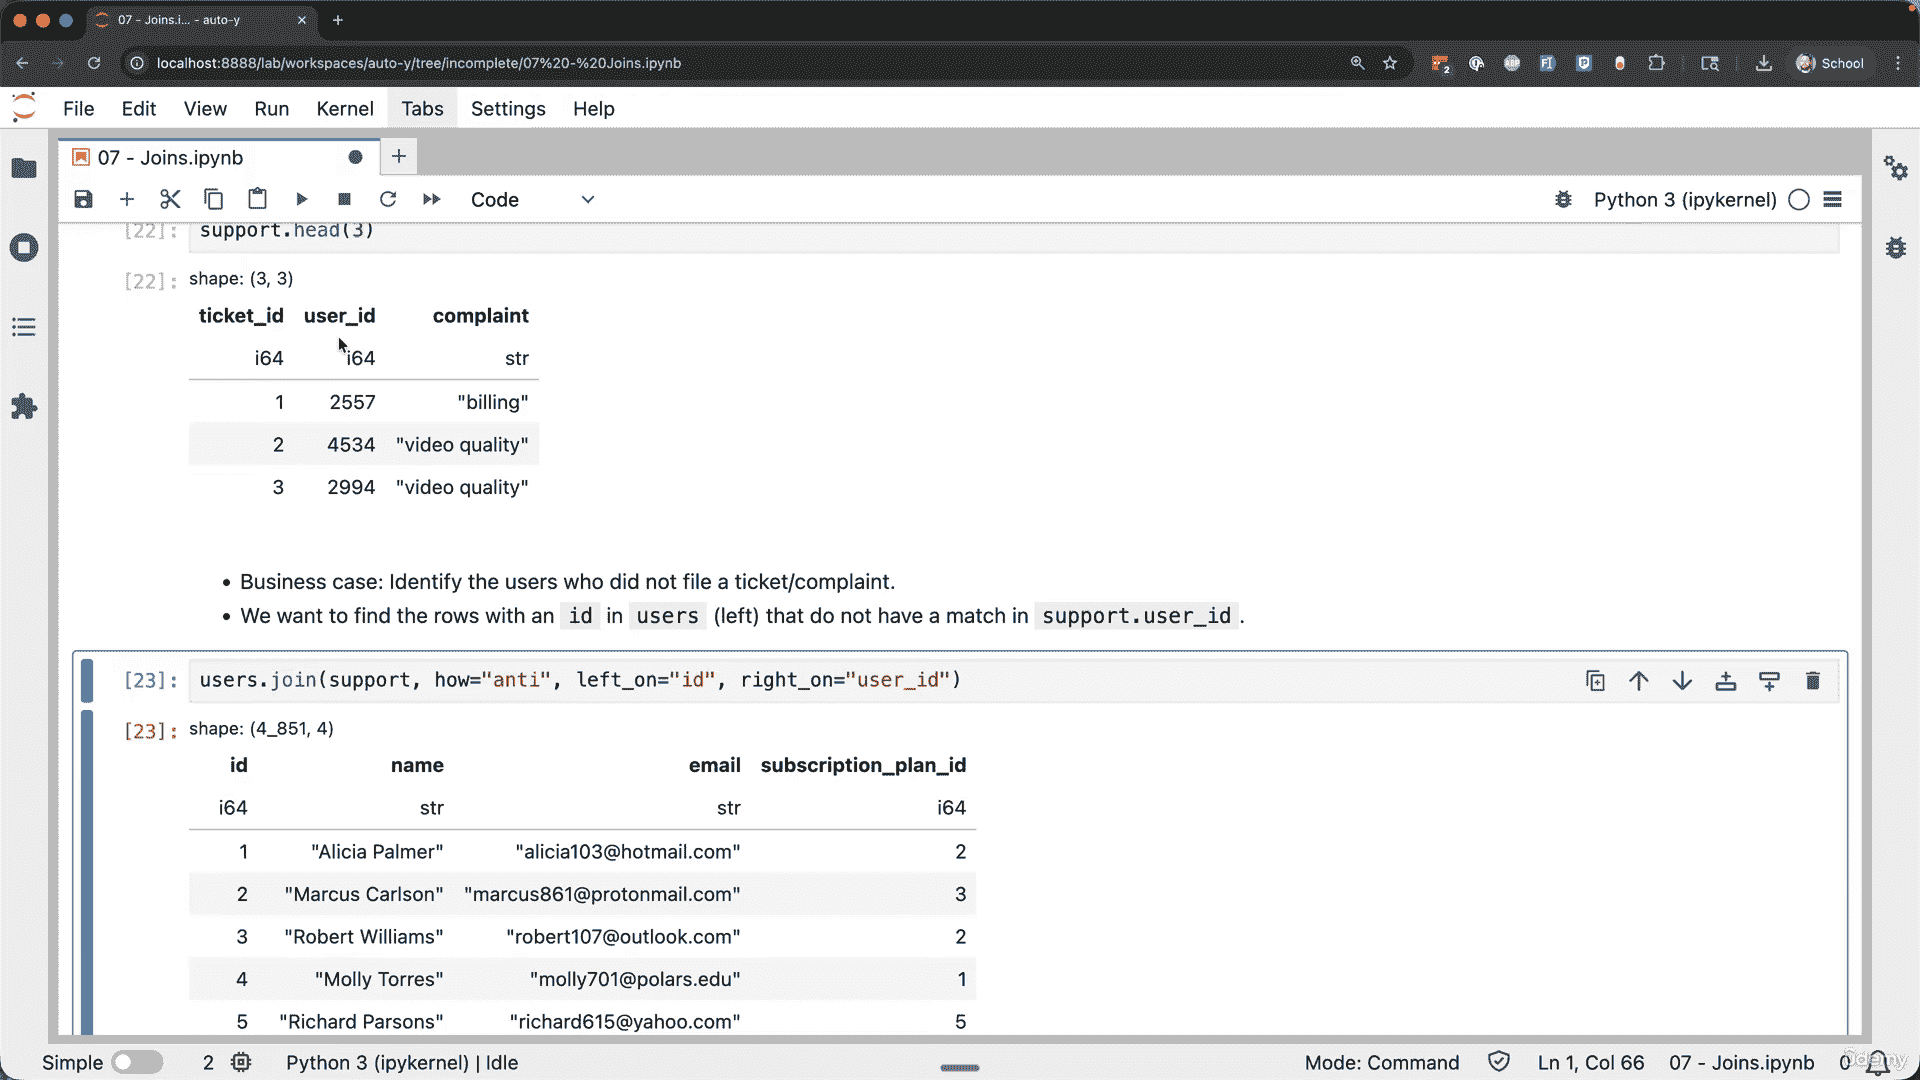 07 - Joins.i... - auto-y
localhost:8888/lab/workspaces/auto-y/tree/incomplete/07%20-%20Joins.ipynb
2
School
File Edit View Run Kernel Tabs Settings Help
07 - Joins.ipynb
Code
Python 3 (ipykernel)
[22]: support.head(3)
[22]: shape: (3, 3)
ticket_id user_id complaint
i64 i64 str
1 2557 "billing"
2 4534 "video quality"
3 2994 "video quality"
• Business case: Identify the users who did not file a ticket/complaint.
• We want to find the rows with an id in users (left) that do not have a match in support.user_id.
[23]: users.join(support, how="anti", left_on="id", right_on="user_id")
[23]: shape: (4_851, 4)
id name email subscription_plan_id
i64 str str i64
1 "Alicia Palmer" "alicia103@hotmail.com" 2
2 "Marcus Carlson" "marcus861@protonmail.com" 3
3 "Robert Williams" "robert107@outlook.com" 2
4 "Molly Torres" "molly701@polars.edu" 1
5 "Richard Parsons" "richard615@yahoo.com" 5
Simple 2 Python 3 (ipykernel) | Idle Mode: Command Ln 1, Col 66 07 - Joins.ipynb 0
Udemy